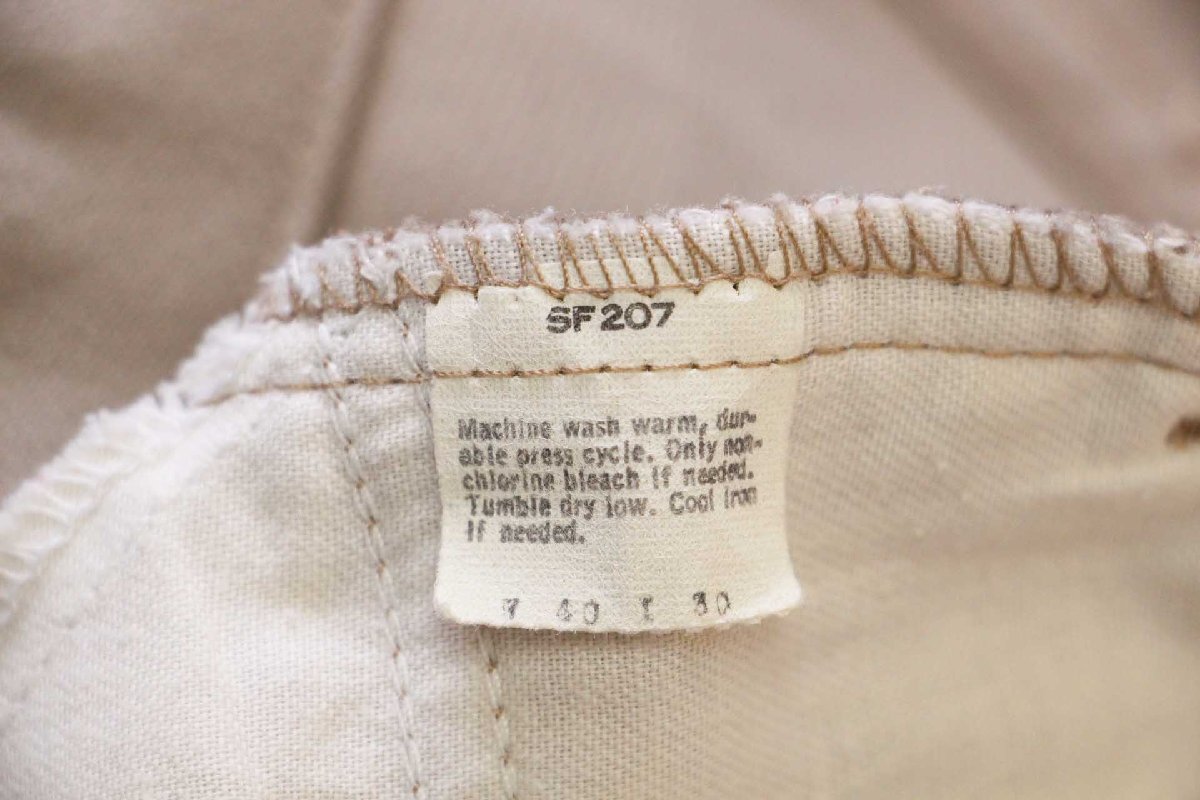 SF207
Machine wash warm, dur-
able press cycle. Only non-
chlorine bleach if needed.
Tumble dry low. Cool iron
if needed.
7 40 I 30